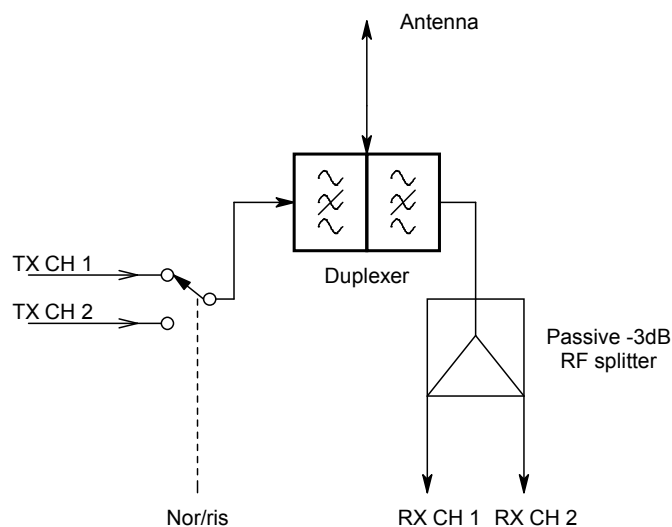 Antenna
Duplexer
TX CH 1
TX CH 2
Passive -3dB
RF splitter
Nor/ris
RX CH 1
RX CH 2